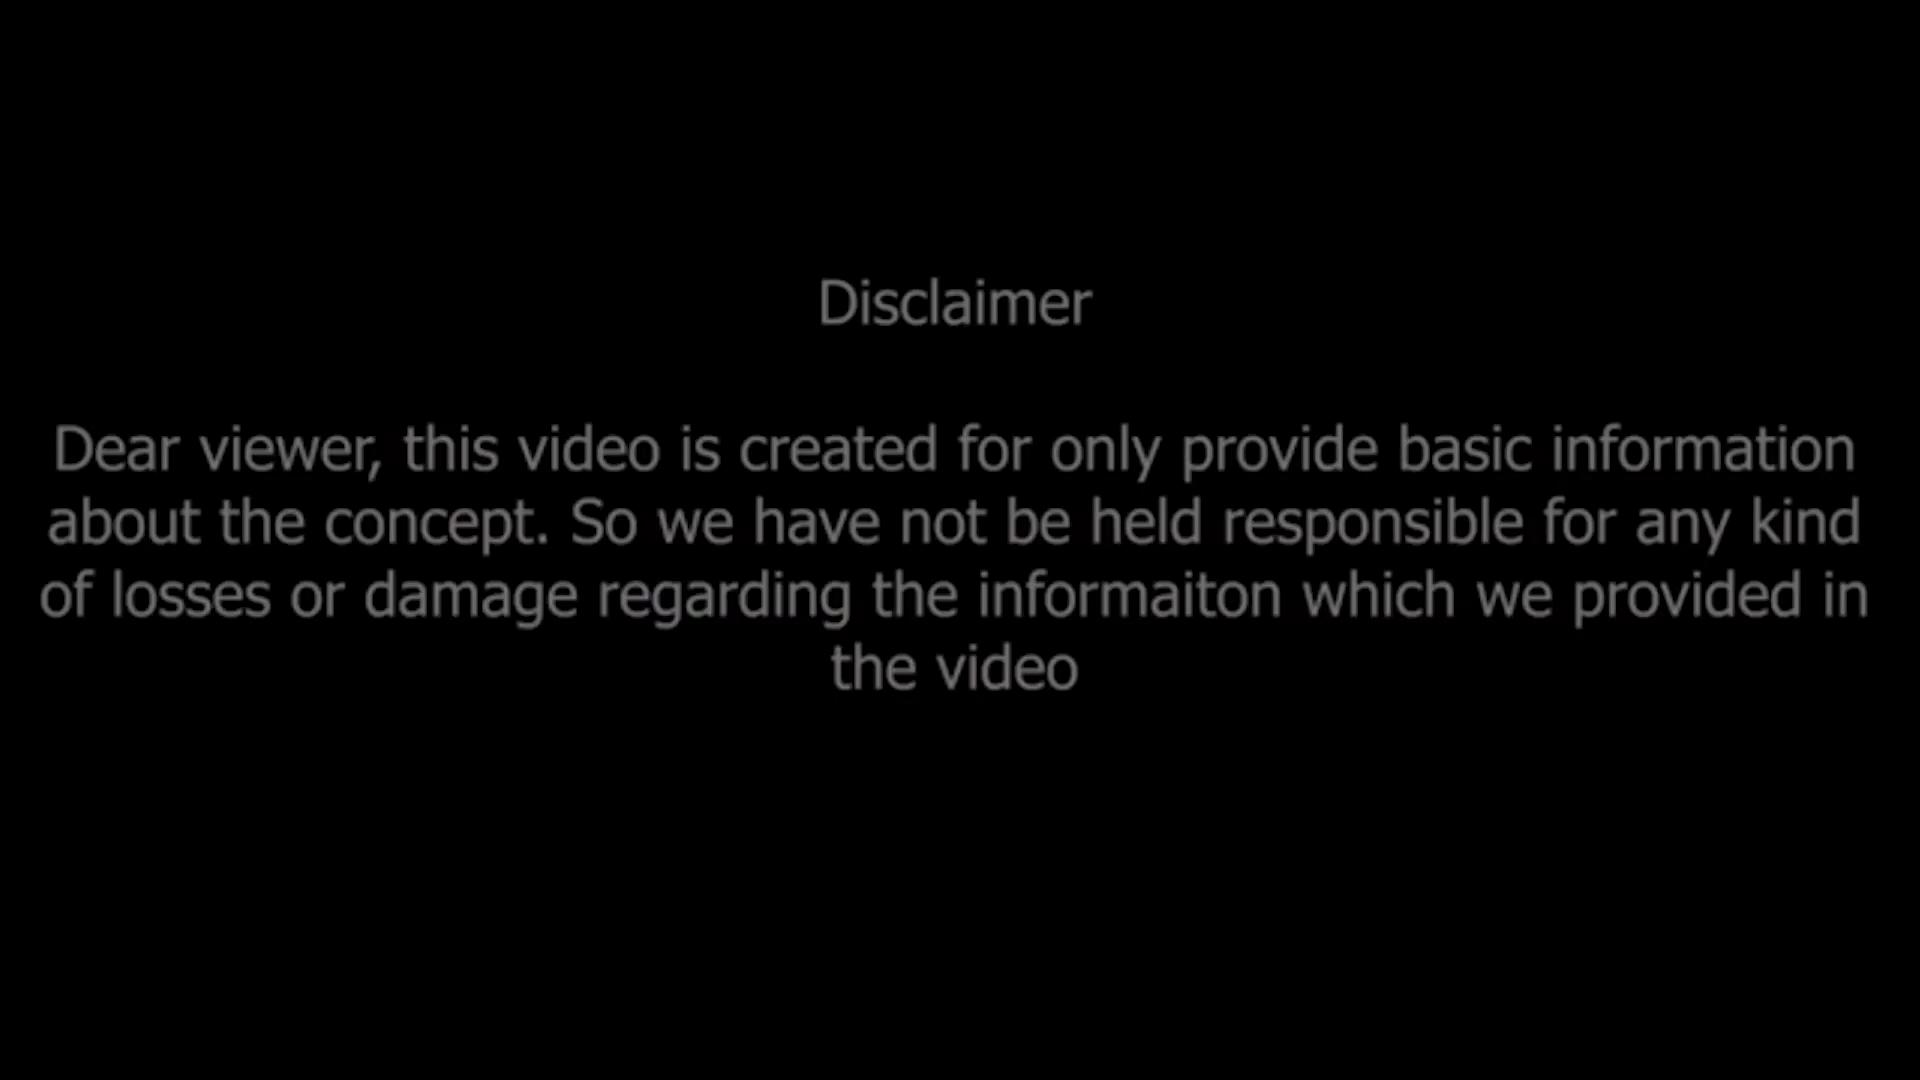 Disclaimer
Dear viewer, this video is created for only provide basic information
about the concept. So we have not be held responsible for any kind
of losses or damage regarding the informaiton which we provided in
the video